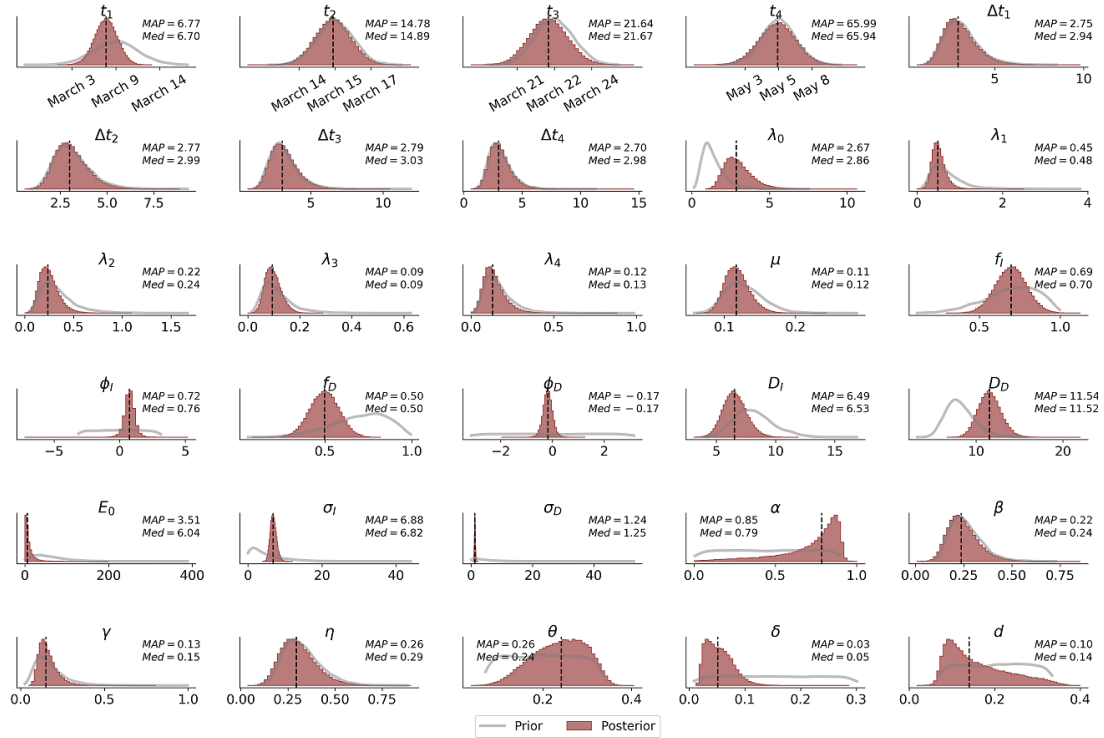 t₁
MAP = 6.77
Med = 6.70
March 3
March 9
March 14
t₂
MAP = 14.78
Med = 14.89
March 14
March 15
March 17
t₃
MAP = 21.64
Med = 21.67
March 21
March 22
March 24
t₄
MAP = 65.99
Med = 65.94
May 3
May 5
May 8
Δt₁
MAP = 2.75
Med = 2.94
5 10
Δt₂
MAP = 2.77
Med = 2.99
2.5 5.0 7.5
Δt₃
MAP = 2.79
Med = 3.03
5 10
Δt₄
MAP = 2.70
Med = 2.98
0 5 10 15
λ₀
MAP = 2.67
Med = 2.86
0 5 10
λ₁
MAP = 0.45
Med = 0.48
0 1 2 4
λ₂
MAP = 0.22
Med = 0.24
0.0 0.5 1.0 1.5
λ₃
MAP = 0.09
Med = 0.09
0.0 0.2 0.4 0.6
λ₄
MAP = 0.12
Med = 0.13
0.0 0.5 1.0
μ
MAP = 0.11
Med = 0.12
0.1 0.2
f_I
MAP = 0.69
Med = 0.70
0.5 1.0
ϕ_I
MAP = 0.72
Med = 0.76
−5 0 5
f_D
MAP = 0.50
Med = 0.50
0.0 0.5 1.0
ϕ_D
MAP = − 0.17
Med = − 0.17
−2 0 2
D_I
MAP = 6.49
Med = 6.53
5 10 15
D_D
MAP = 11.54
Med = 11.52
10 15 20
E₀
MAP = 3.51
Med = 6.04
0 200 400
σ_I
MAP = 6.88
Med = 6.82
0 20 40
σ_D
MAP = 1.24
Med = 1.25
0 20 40
α
MAP = 0.85
Med = 0.79
0.0 0.5 1.0
β
MAP = 0.22
Med = 0.24
0.00 0.25 0.50 0.75
γ
MAP = 0.13
Med = 0.15
0.0 0.5 1.0
η
MAP = 0.26
Med = 0.29
0.00 0.25 0.50 0.75
θ
MAP = 0.26
Med = 0.24
0.2 0.4
δ
MAP = 0.03
Med = 0.05
0.0 0.1 0.2 0.3
d
MAP = 0.10
Med = 0.14
0.0 0.2 0.4
Prior
Posterior